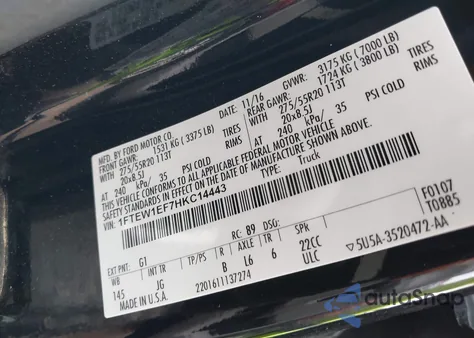 MFD. BY FORD MOTOR CO.
DATE: 11/16 GVWR: 3175 KG ( 7000 LB)
FRONT GAWR: 1531 KG (3375 LB) REAR GAWR: 1724 KG (3800 LB)
WITH 275/55R20 113T TIRES WITH 275/55R20 113T TIRES
20x8.5J RIMS 20x8.5J RIMS
AT 240 kPa/ 35 PSI COLD AT 240 kPa/ 35 PSI COLD
THIS VEHICLE CONFORMS TO ALL APPLICABLE FEDERAL MOTOR VEHICLE
SAFETY STANDARDS IN EFFECT ON THE DATE OF MANUFACTURE SHOWN ABOVE.
VIN: 1FTEW1EF7HKC14443
TYPE: Truck
F0107
T0885
EXT PNT: G1 RC: 89 DSO:
WB INT TR TP/PS R AXLE TR SPR
145 JG B L6 6 22CC
ULC
MADE IN U.S.A. 2201611137274
5U5A-3520472-AA
autoSnap